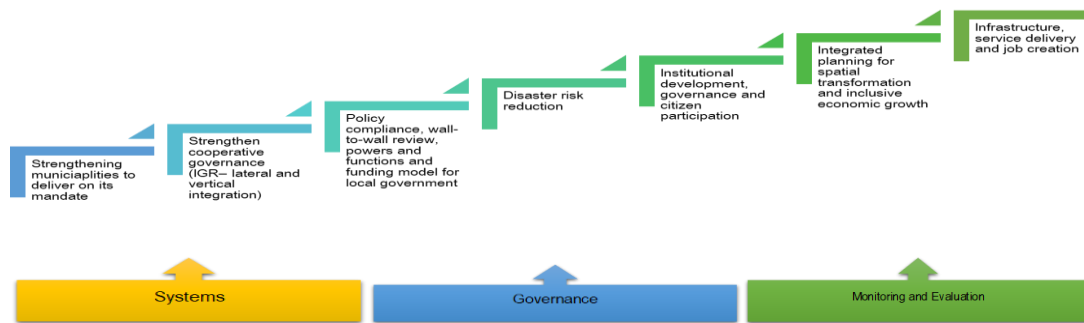 Strengthening
municiaplities to
deliver on its
mandate
Strengthen
cooperative
governance
(IGR– lateral and
vertical
integration)
Policy
compliance, wall-
to-wall review,
powers and
functions and
funding model for
local government
Disaster risk
reduction
Institutional
development,
governance and
citizen
participation
Integrated
planning for
spatial
transformation
and inclusive
economic growth
Infrastructure,
service delivery
and job creation
Systems
Governance
Monitoring and Evaluation